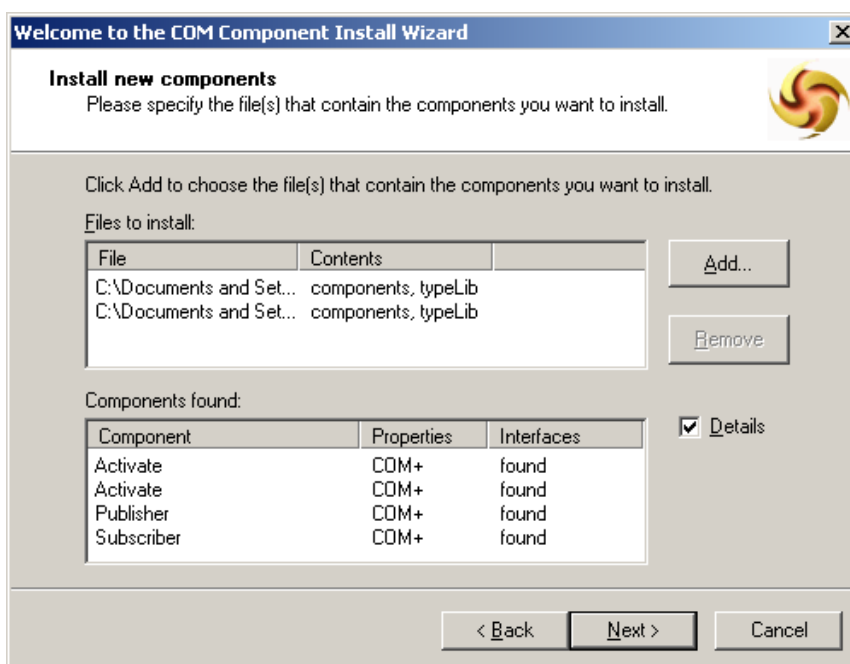 Welcome to the COM Component Install Wizard
Install new components
Please specify the file(s) that contain the components you want to install.
Click Add to choose the file(s) that contain the components you want to install.
Files to install:
File Contents
Add...
C:\Documents and Set... components, typeLib
C:\Documents and Set... components, typeLib
Remove
Components found:
Details
Component Properties Interfaces
Activate COM+ found
Activate COM+ found
Publisher COM+ found
Subscriber COM+ found
< Back Next > Cancel